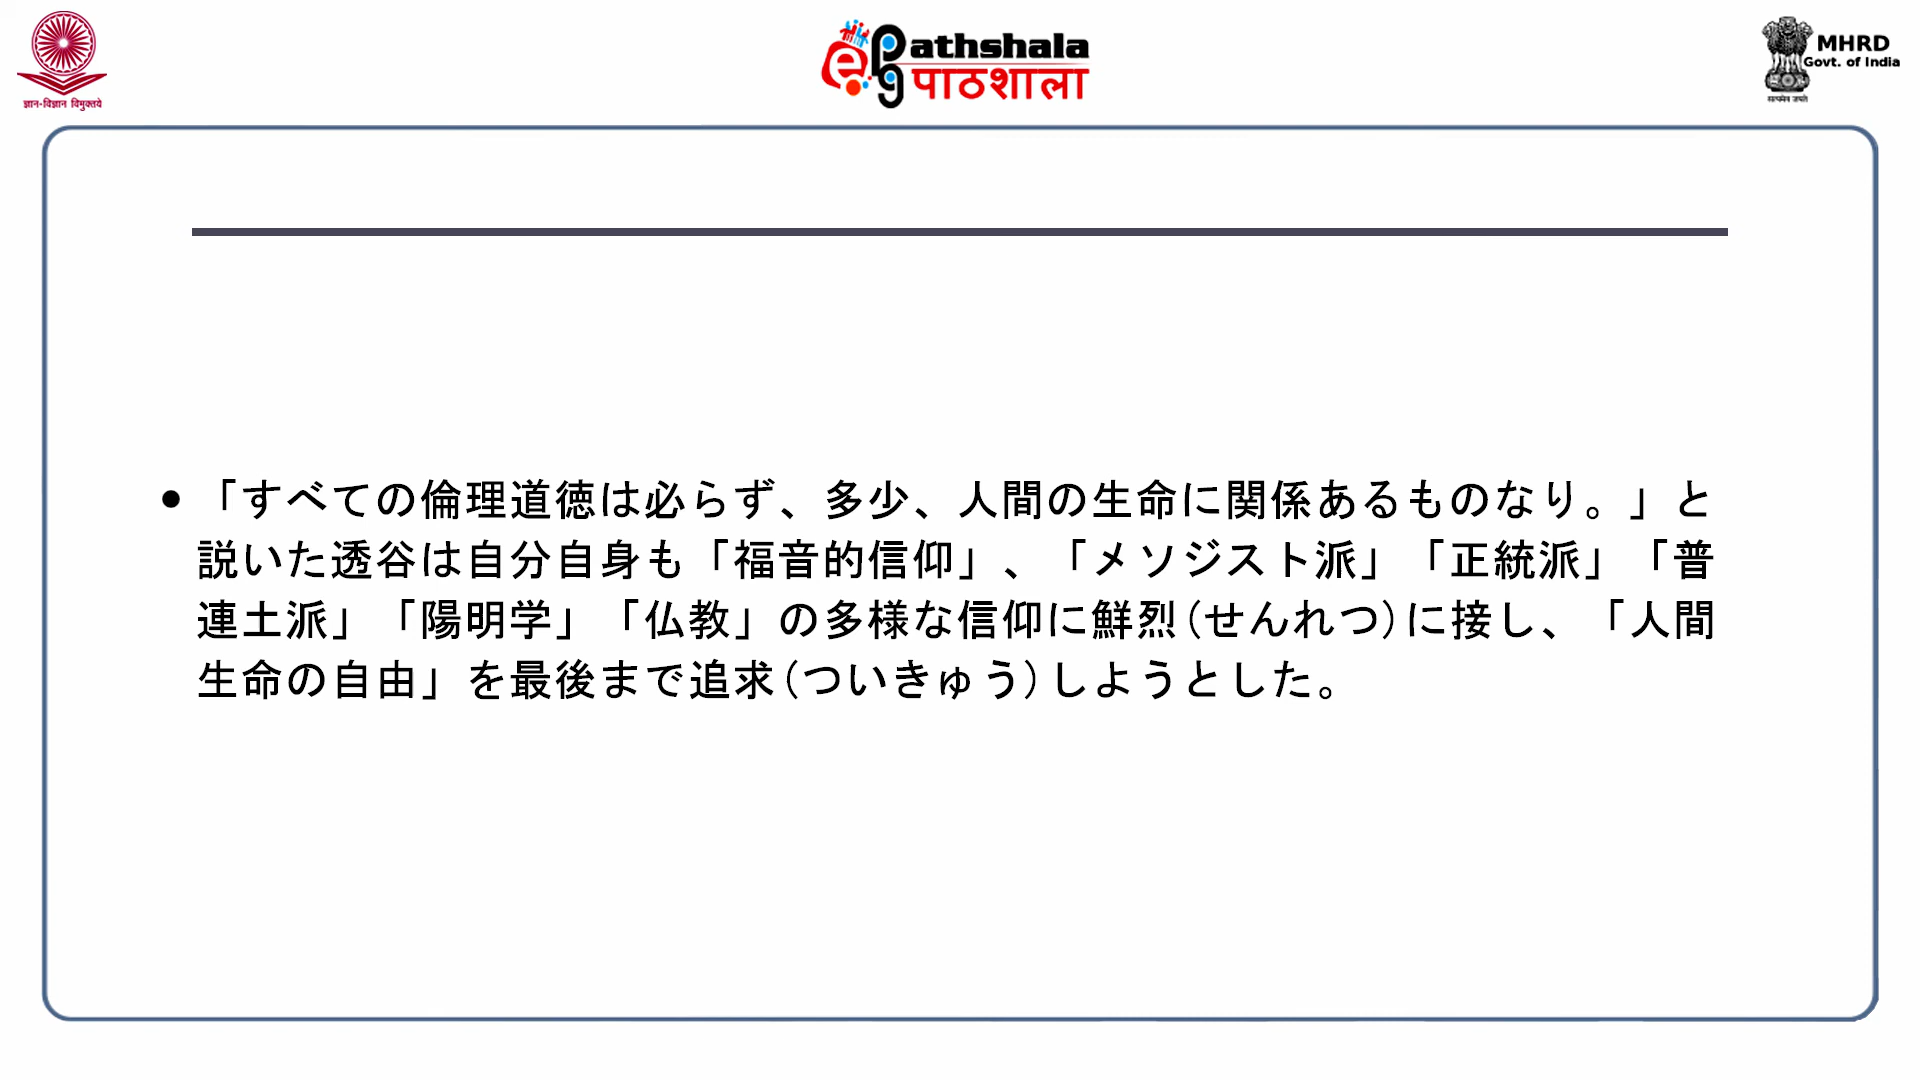 ज्ञान-विज्ञान विमुक्तये
ePathshala
पाठशाला
MHRD
Govt. of India
सत्यमेव जयते
•「すべての倫理道徳は必らず、多少、人間の生命に関係あるものなり。」と
説いた透谷は自分自身も「福音的信仰」、「メソジスト派」「正統派」「普
連土派」「陽明学」「仏教」の多様な信仰に鮮烈(せんれつ)に接し、「人間
生命の自由」を最後まで追求(ついきゅう)しようとした。